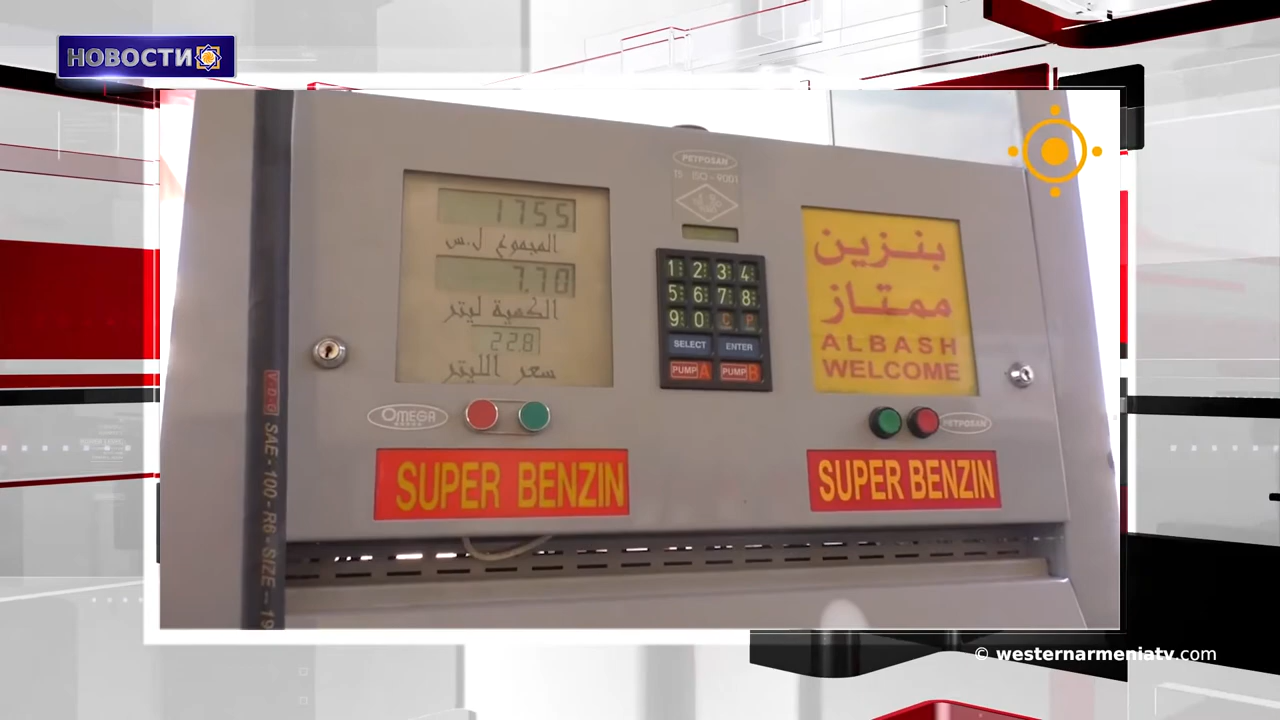 НОВОСТИ
PETPOSAN
TS ISO-9001
1755
المجموع ل.س
7.70
الكمية ليتر
22.8
سعر الليتر
1 2 3 4
5 6 7 8
9 0 C P
SELECT ENTER
PUMP A PUMP B
بنزين
ممتاز
ALBASH
WELCOME
OMEGA
PETPOSAN
SUPER BENZIN
SUPER BENZIN
VDO SAE-100-R6-SIZE-19
© westernarmeniatv.com